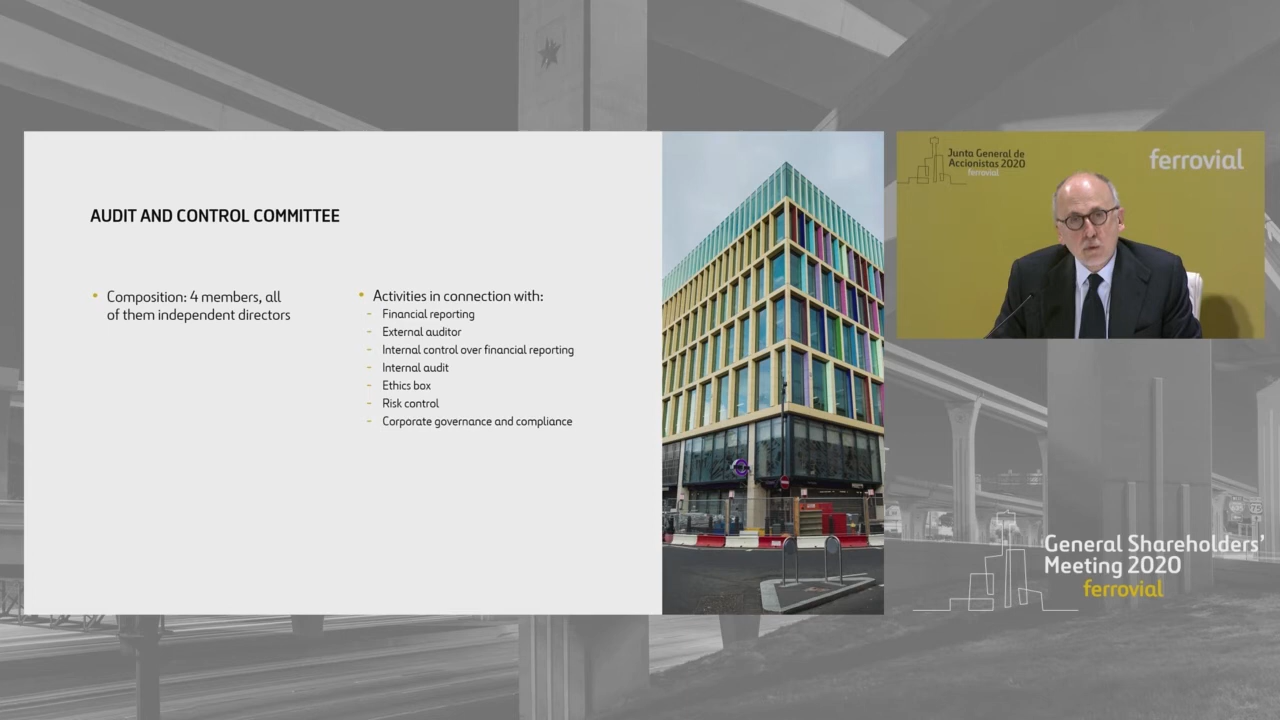 AUDIT AND CONTROL COMMITTEE
• Composition: 4 members, all
of them independent directors
• Activities in connection with:
- Financial reporting
- External auditor
- Internal control over financial reporting
- Internal audit
- Ethics box
- Risk control
- Corporate governance and compliance
Junta General de
Accionistas 2020
ferrovial
ferrovial
General Shareholders'
Meeting 2020
ferrovial